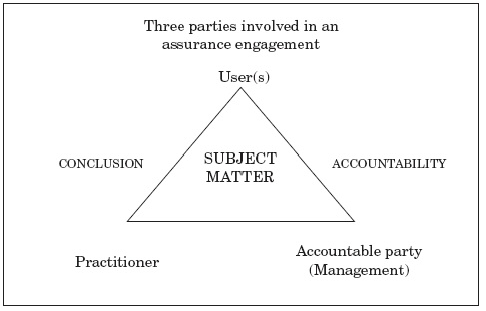 Three parties involved in an
assurance engagement
User(s)
CONCLUSION
SUBJECT
MATTER
ACCOUNTABILITY
Practitioner
Accountable party
(Management)